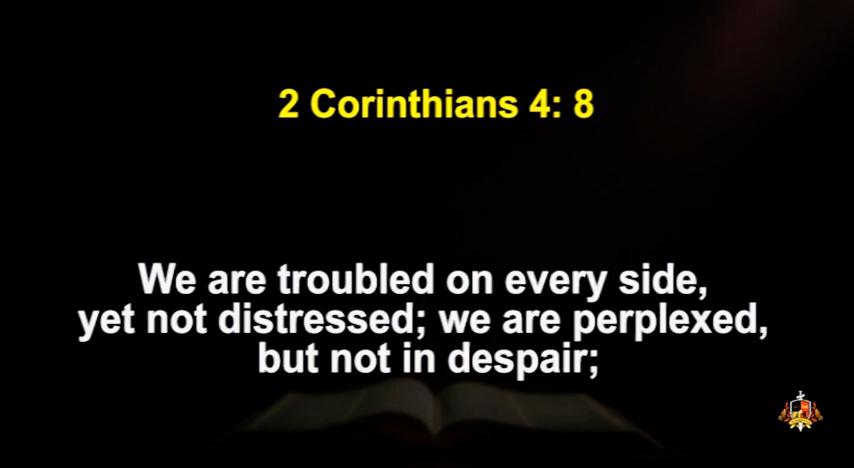 2 Corinthians 4: 8
We are troubled on every side,
yet not distressed; we are perplexed,
but not in despair;